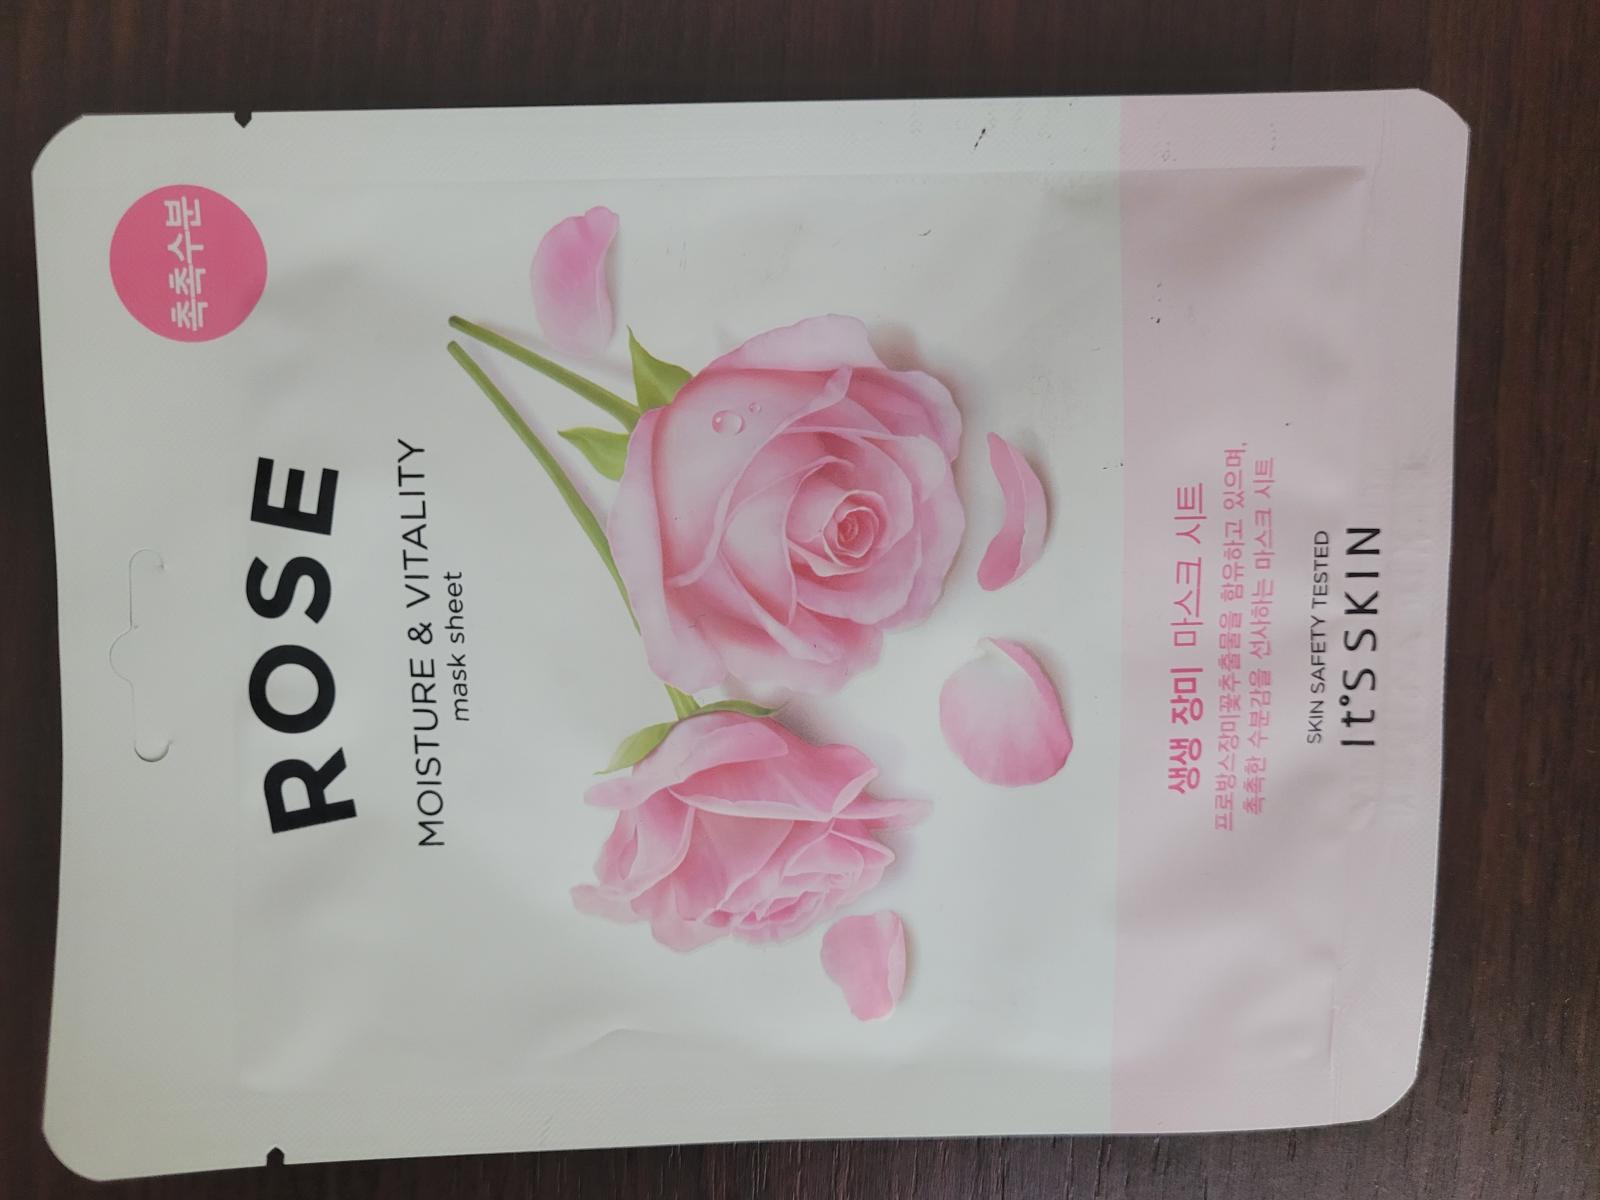 촉촉수분
ROSE
MOISTURE & VITALITY
mask sheet
생생 장미 마스크 시트
프로방스장미꽃추출물을 함유하고 있으며,
촉촉한 수분감을 선사하는 마스크 시트
SKIN SAFETY TESTED
It's SKIN